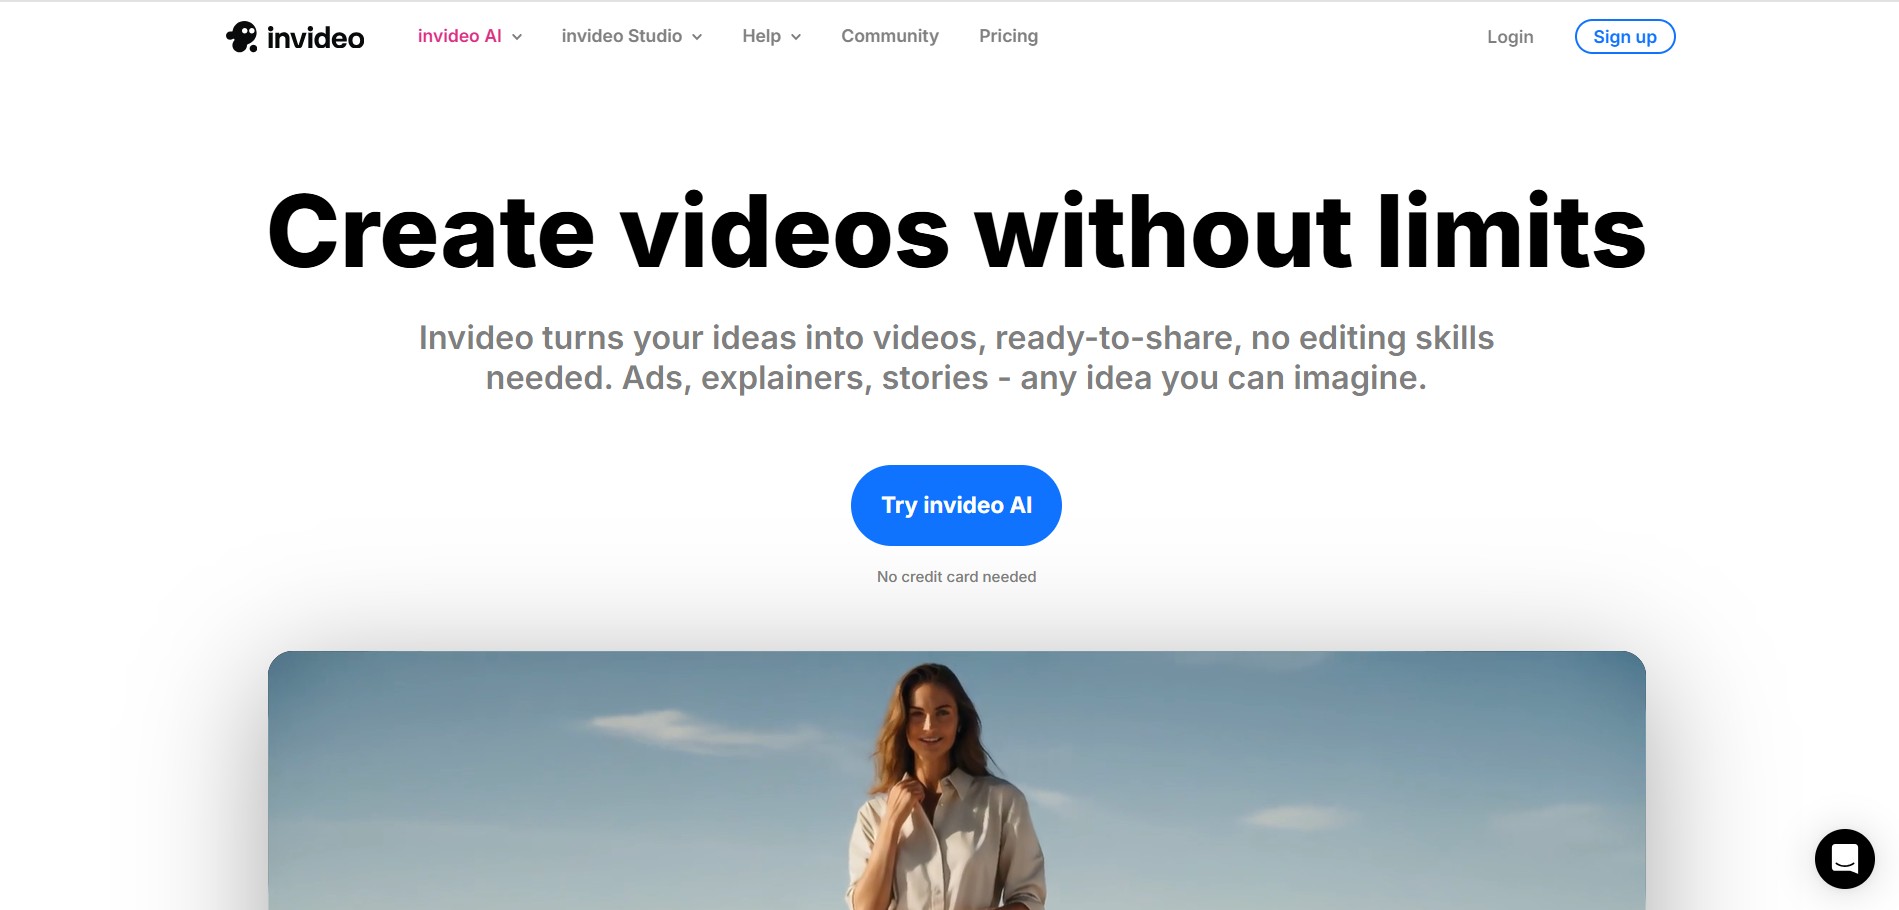 invideo
invideo AI
invideo Studio
Help
Community
Pricing
Login
Sign up
Create videos without limits
Invideo turns your ideas into videos, ready-to-share, no editing skills
needed. Ads, explainers, stories - any idea you can imagine.
Try invideo AI
No credit card needed